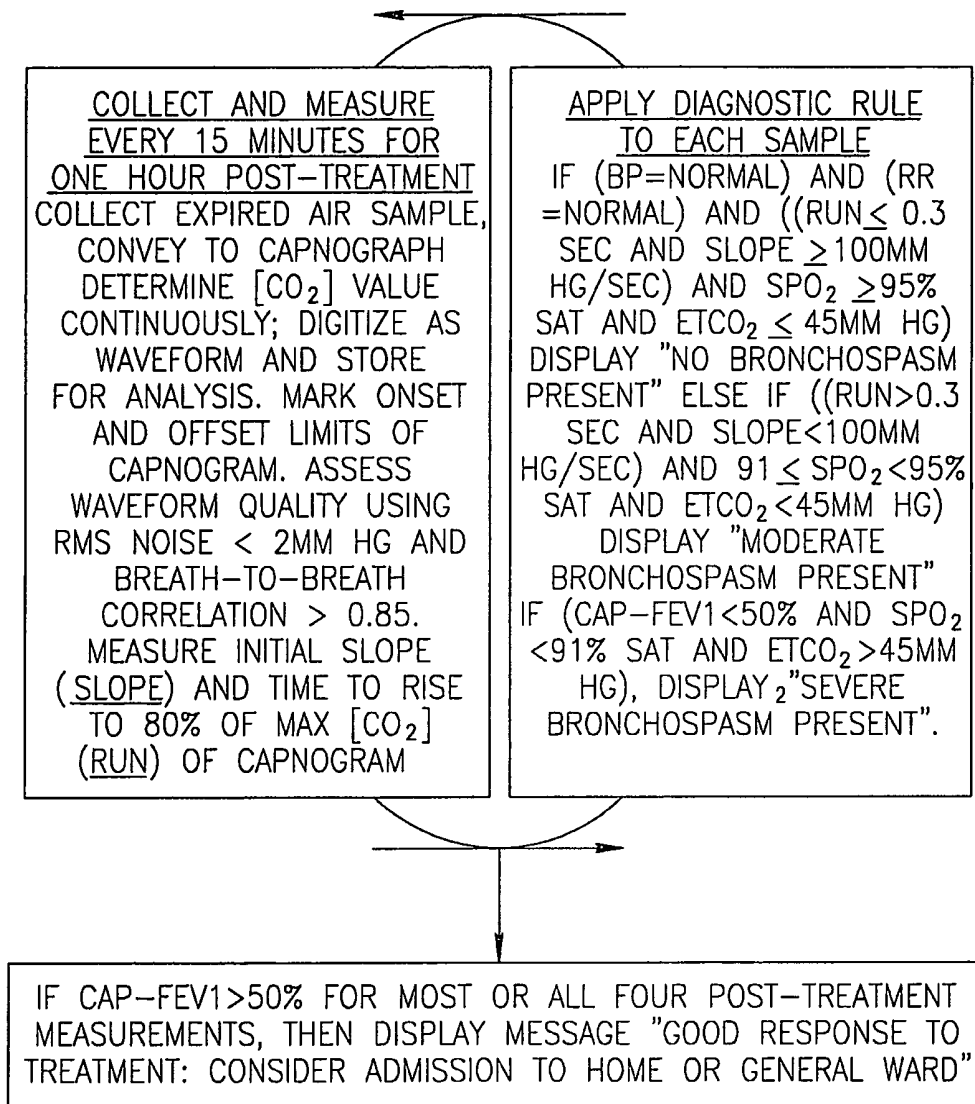 COLLECT AND MEASURE
EVERY 15 MINUTES FOR
ONE HOUR POST-TREATMENT
COLLECT EXPIRED AIR SAMPLE,
CONVEY TO CAPNOGRAPH
DETERMINE [CO₂] VALUE
CONTINUOUSLY; DIGITIZE AS
WAVEFORM AND STORE
FOR ANALYSIS. MARK ONSET
AND OFFSET LIMITS OF
CAPNOGRAM. ASSESS
WAVEFORM QUALITY USING
RMS NOISE < 2MM HG AND
BREATH-TO-BREATH
CORRELATION > 0.85.
MEASURE INITIAL SLOPE
(SLOPE) AND TIME TO RISE
TO 80% OF MAX [CO₂]
(RUN) OF CAPNOGRAM
APPLY DIAGNOSTIC RULE
TO EACH SAMPLE
IF (BP=NORMAL) AND (RR
=NORMAL) AND ((RUN≤ 0.3
SEC AND SLOPE ≥100MM
HG/SEC) AND SPO₂ ≥95%
SAT AND ETCO₂ ≤ 45MM HG)
DISPLAY "NO BRONCHOSPASM
PRESENT" ELSE IF ((RUN>0.3
SEC AND SLOPE<100MM
HG/SEC) AND 91 ≤ SPO₂<95%
SAT AND ETCO₂<45MM HG)
DISPLAY "MODERATE
BRONCHOSPASM PRESENT"
IF (CAP-FEV1<50% AND SPO₂
<91% SAT AND ETCO₂>45MM
HG), DISPLAY ₂"SEVERE
BRONCHOSPASM PRESENT".
IF CAP-FEV1>50% FOR MOST OR ALL FOUR POST-TREATMENT
MEASUREMENTS, THEN DISPLAY MESSAGE "GOOD RESPONSE TO
TREATMENT: CONSIDER ADMISSION TO HOME OR GENERAL WARD"